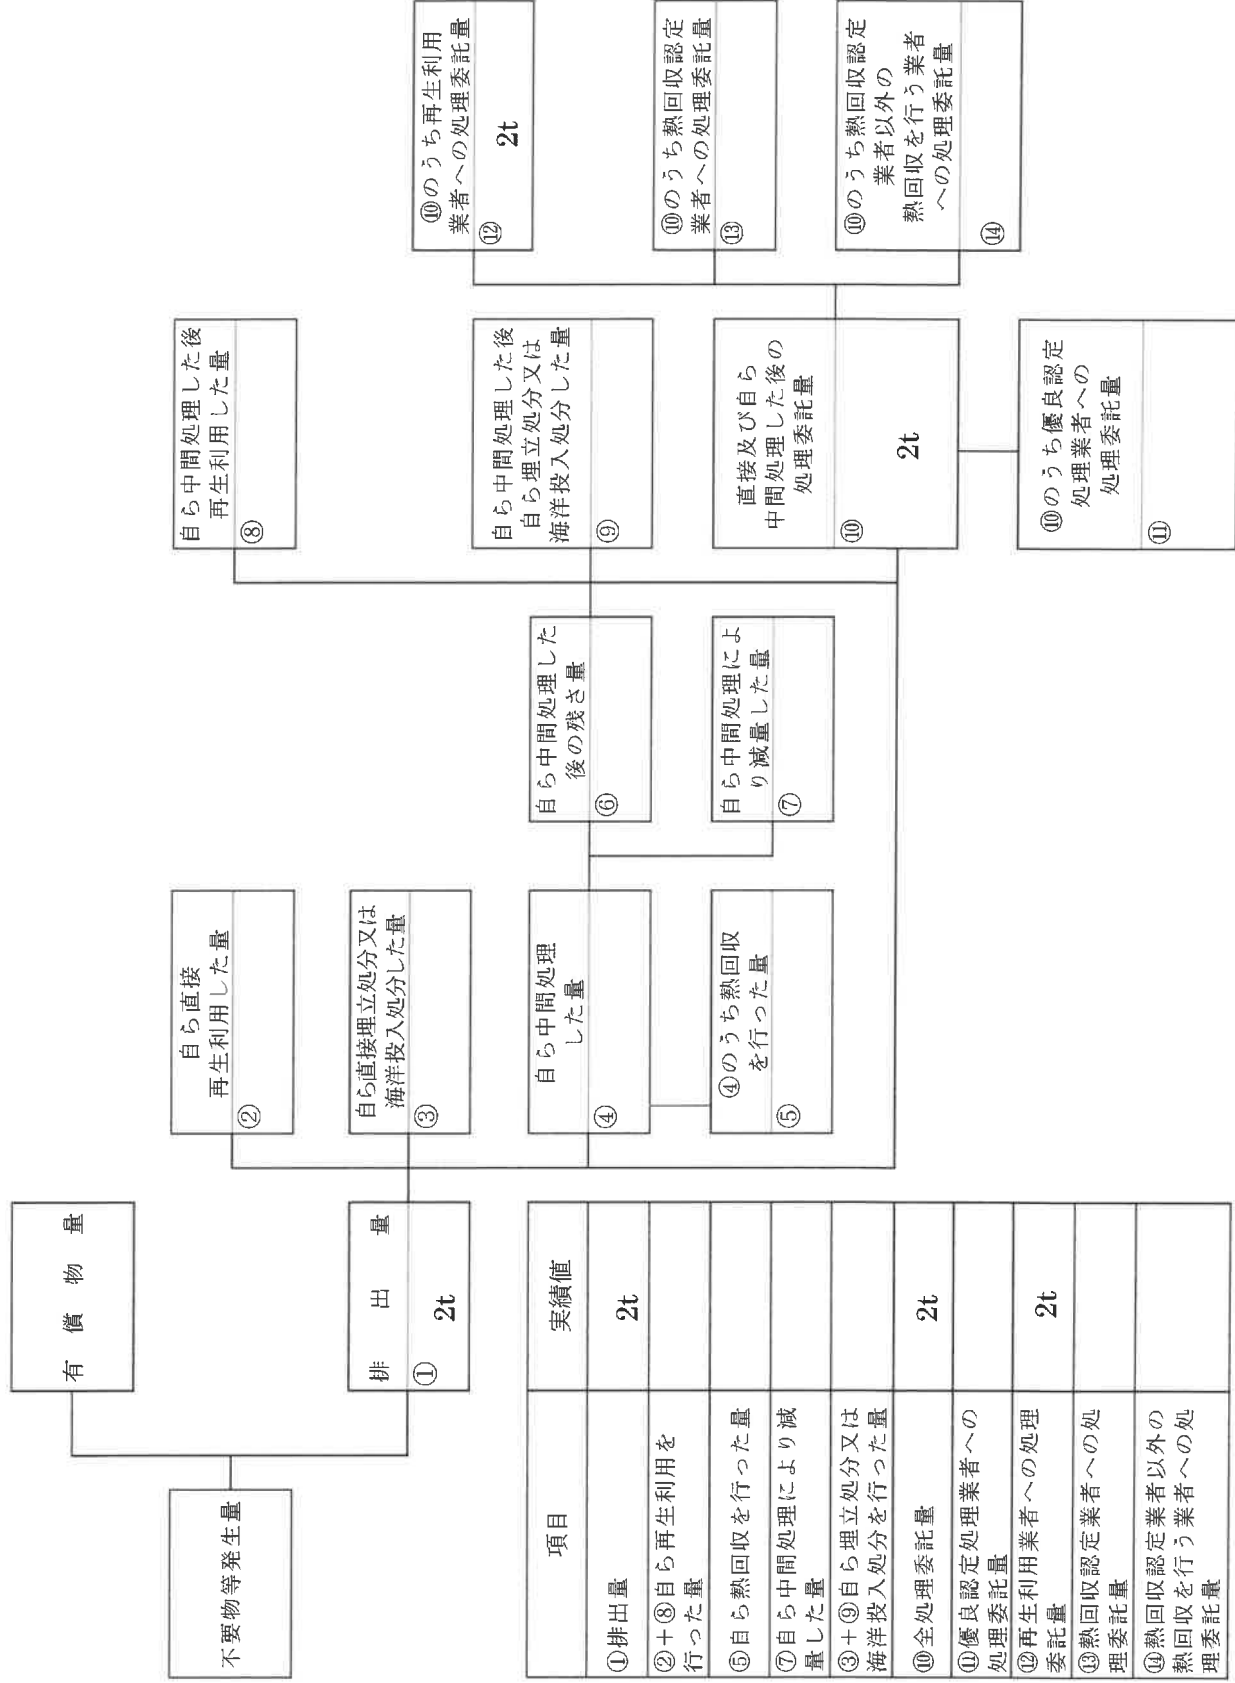 不要物等発生量
有償物量
排出量
①
2t
自ら直接
再生利用した量
②
自ら直接埋立処分又は
海洋投入処分した量
③
自ら中間処理
した量
④
④のうち熱回収
を行った量
⑤
自ら中間処理した
後の残さ量
⑥
自ら中間処理によ
り減量した量
⑦
自ら中間処理した後
再生利用した量
⑧
自ら中間処理した後
自ら埋立処分又は
海洋投入処分した量
⑨
直接及び自ら
中間処理した後の
処理委託量
⑩
2t
⑩のうち優良認定
処理業者への
処理委託量
⑪
⑩のうち再生利用
業者への処理委託量
⑫
2t
⑩のうち熱回収認定
業者への処理委託量
⑬
⑩のうち熱回収認定
業者以外の
熱回収を行う業者
への処理委託量
⑭
項目
実績値
①排出量
2t
②+⑧自ら再生利用を
行った量
⑤自ら熱回収を行った量
⑦自ら中間処理により減
量した量
③+⑨自ら埋立処分又は
海洋投入処分を行った量
⑩全処理委託量
2t
⑪優良認定処理業者への
処理委託量
⑫再生利用業者への処理
委託量
2t
⑬熱回収認定業者への処
理委託量
⑭熱回収認定業者以外の
熱回収を行う業者への処
理委託量